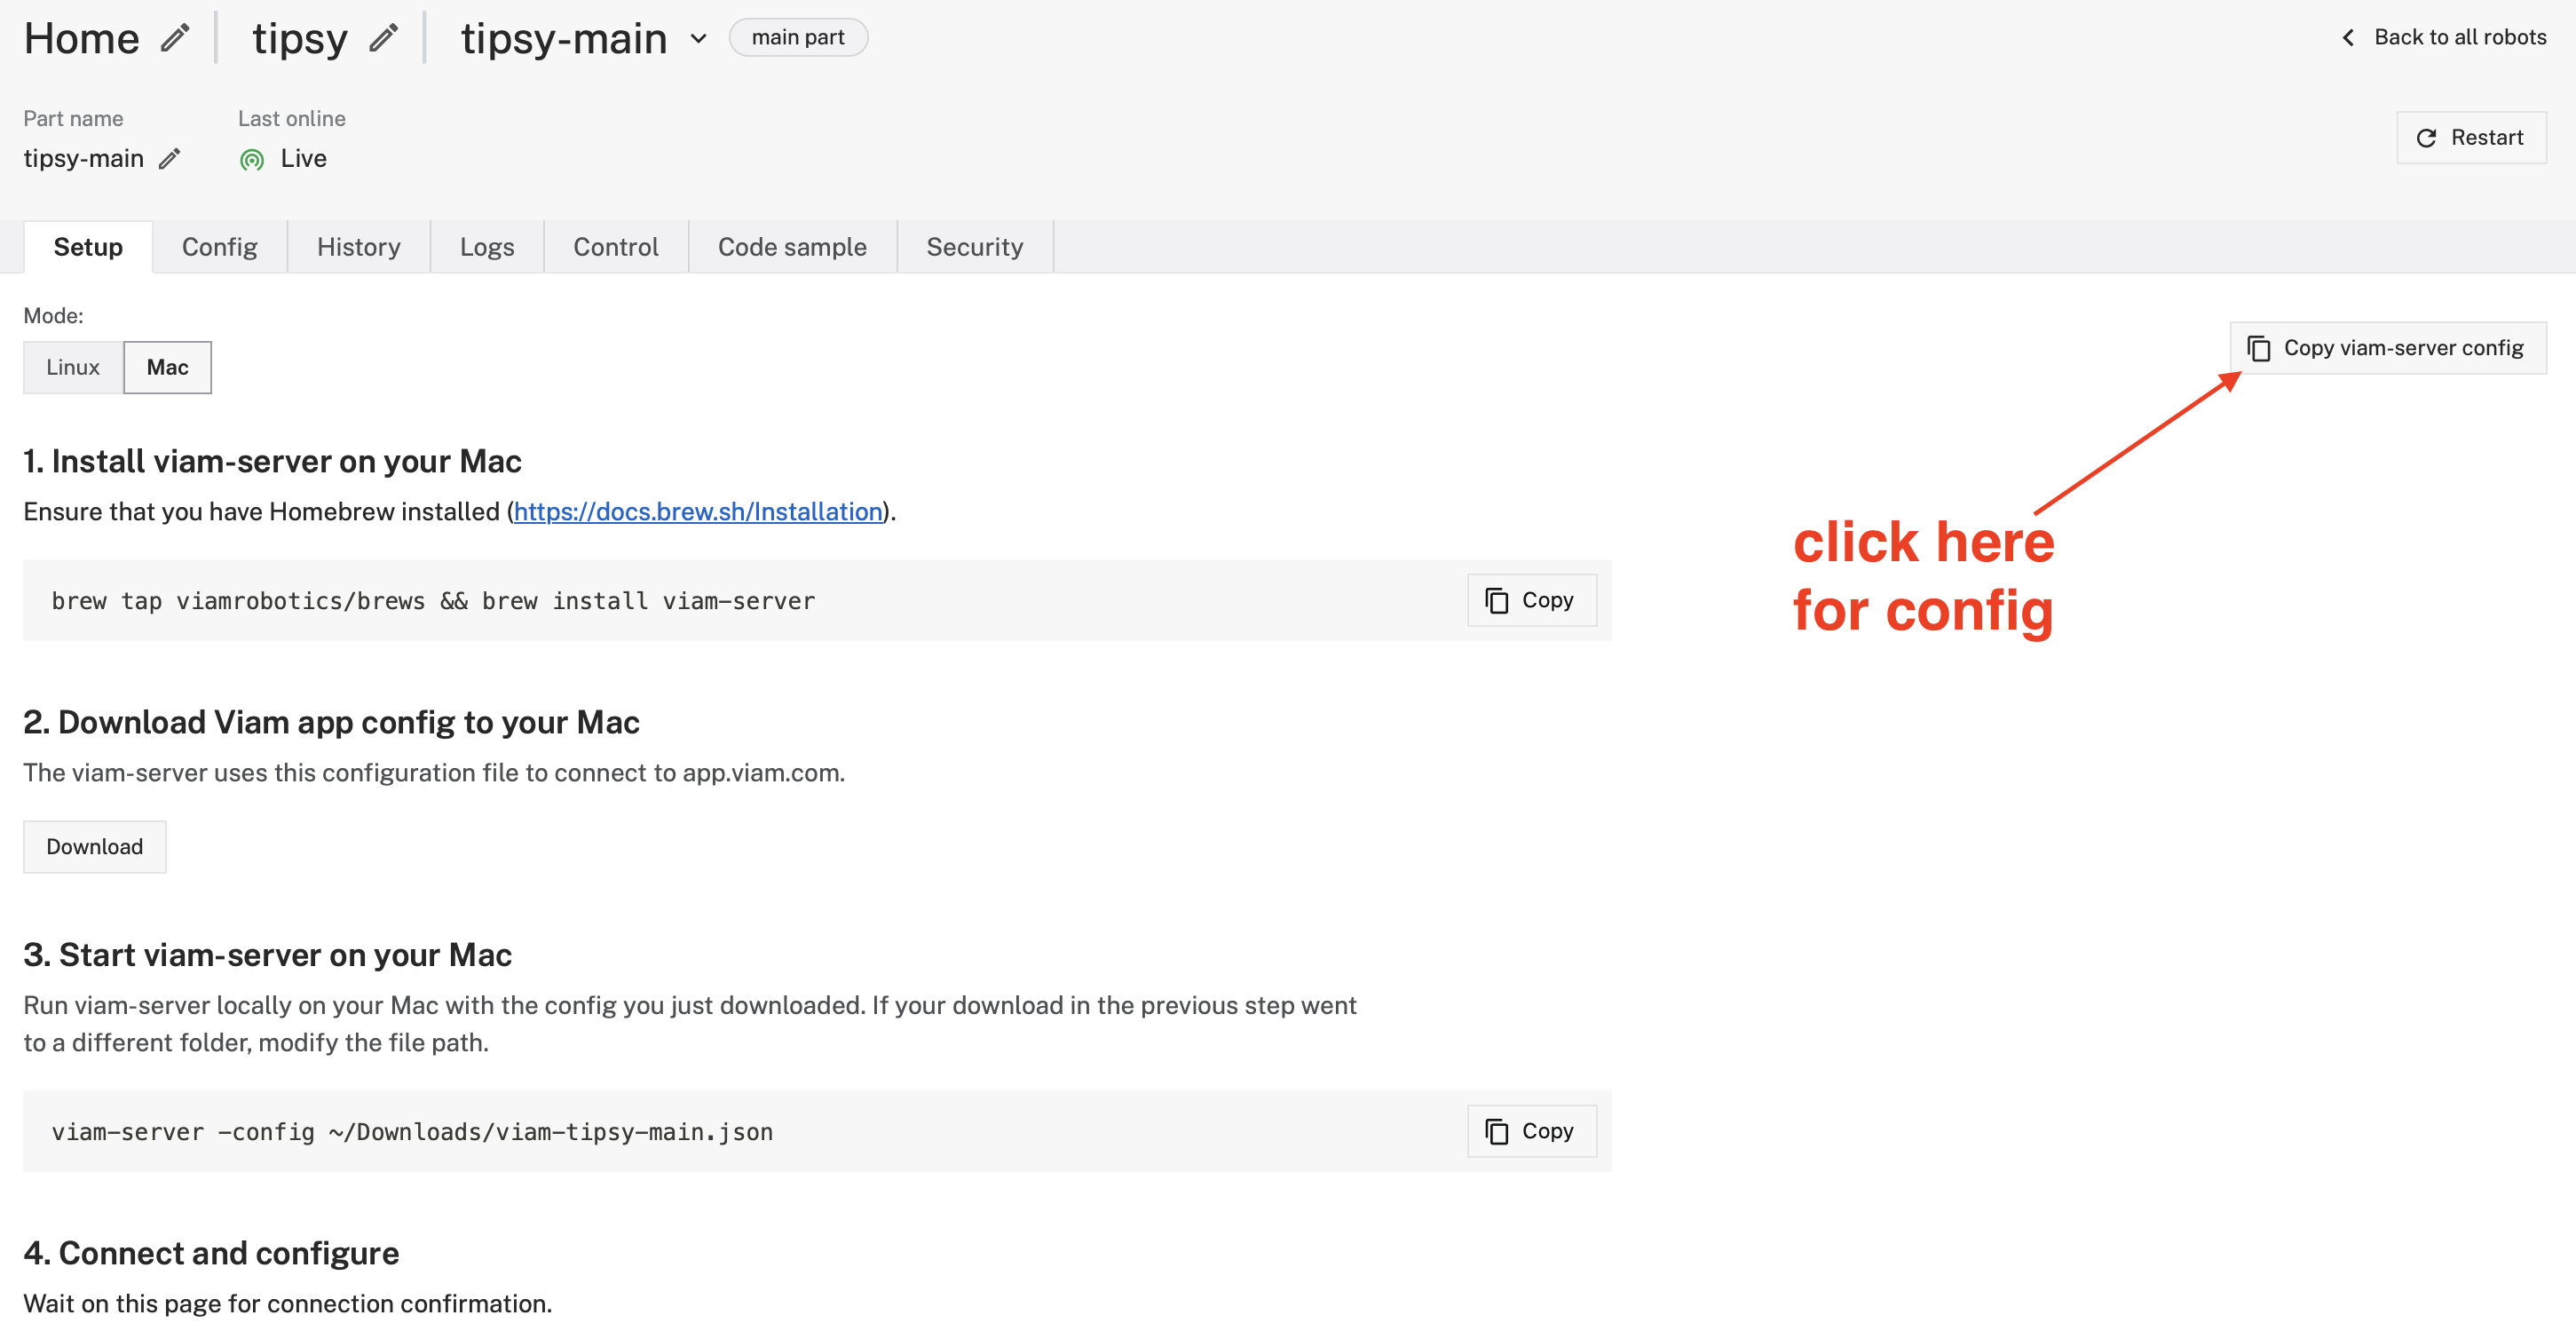 Home tipsy tipsy-main main part Back to all robots
Part name Last online
tipsy-main Live Restart
Setup Config History Logs Control Code sample Security
Mode:
Linux Mac Copy viam-server config
1. Install viam-server on your Mac
Ensure that you have Homebrew installed (https://docs.brew.sh/Installation).
click here
for config
brew tap viamrobotics/brews && brew install viam-server Copy
2. Download Viam app config to your Mac
The viam-server uses this configuration file to connect to app.viam.com.
Download
3. Start viam-server on your Mac
Run viam-server locally on your Mac with the config you just downloaded. If your download in the previous step went
to a different folder, modify the file path.
viam-server -config ~/Downloads/viam-tipsy-main.json Copy
4. Connect and configure
Wait on this page for connection confirmation.